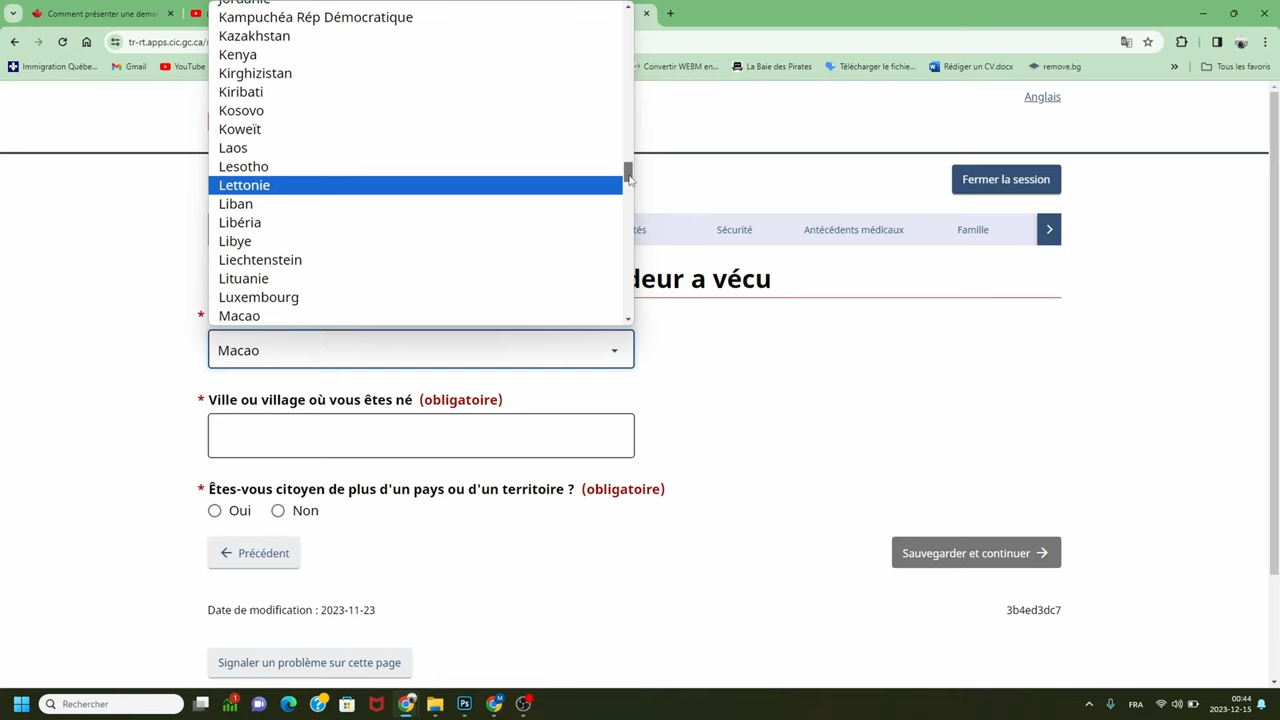 Comment présenter une dema
tr-rt.apps.cic.gc.ca/
Immigration Québe...
Gmail
YouTube
Convertir WEBM en...
La Baie des Pirates
Télécharger le fichie...
Rédiger un CV.docx
remove.bg
Tous les favoris
Jordanie
Kampuchéa Rép Démocratique
Kazakhstan
Kenya
Kirghizistan
Kiribati
Kosovo
Koweït
Laos
Lesotho
Lettonie
Liban
Libéria
Libye
Liechtenstein
Lituanie
Luxembourg
Macao
Anglais
Fermer la session
tés
Sécurité
Antécédents médicaux
Famille
deur a vécu
*
Macao
* Ville ou village où vous êtes né (obligatoire)
* Êtes-vous citoyen de plus d'un pays ou d'un territoire ? (obligatoire)
Oui
Non
Précédent
Sauvegarder et continuer
Date de modification : 2023-11-23
3b4ed3dc7
Signaler un problème sur cette page
Rechercher
FRA
00:44
2023-12-15